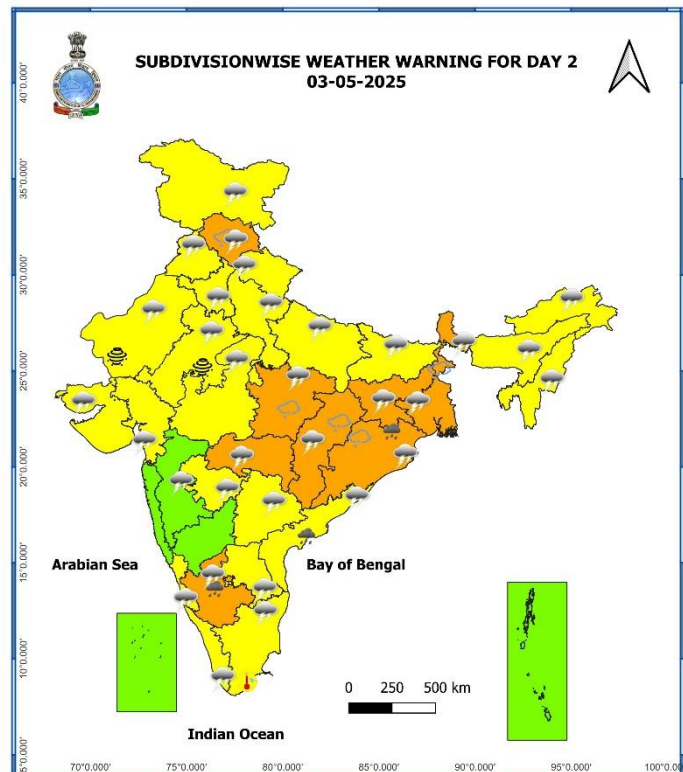 SUBDIVISIONWISE WEATHER WARNING FOR DAY 2
03-05-2025
40°0.000'
35°0.000'
30°0.000'
25°0.000'
20°0.000'
15°0.000'
10°0.000'
5°0.000'
Arabian Sea
Bay of Bengal
0 250 500 km
Indian Ocean
70°0.000' 75°0.000' 80°0.000' 85°0.000' 90°0.000' 95°0.000' 100°0.0